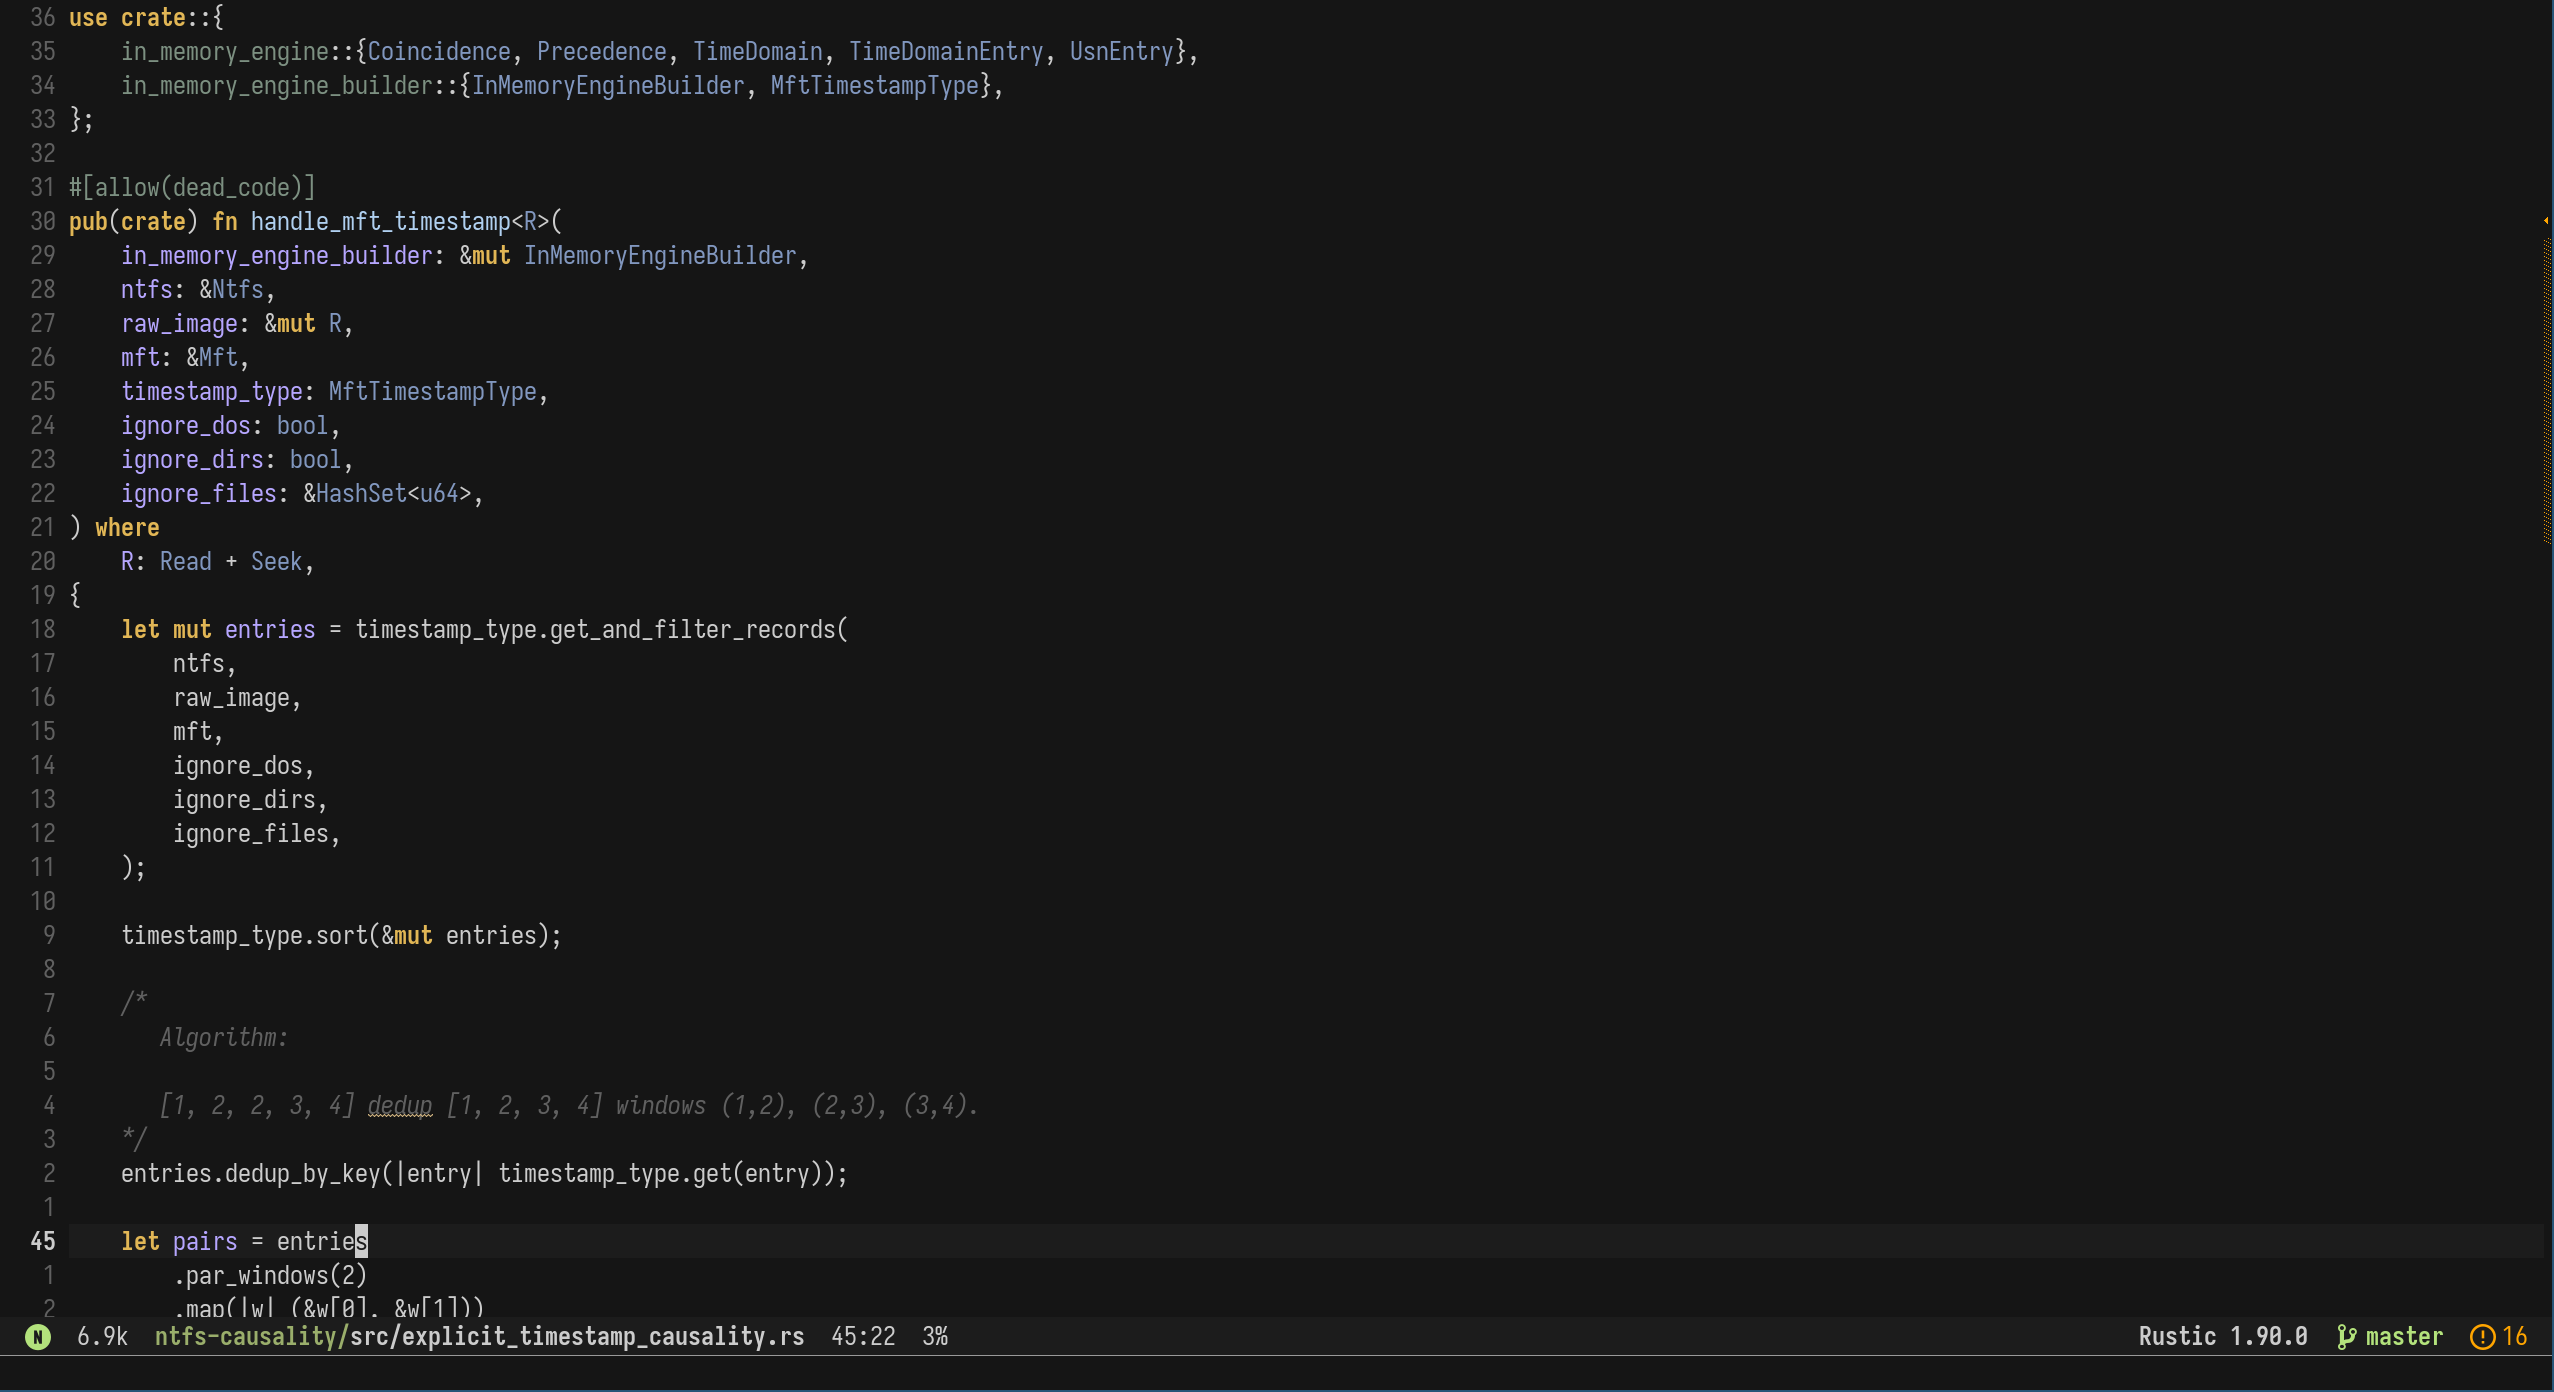 36 use crate::{
35     in_memory_engine::{Coincidence, Precedence, TimeDomain, TimeDomainEntry, UsnEntry},
34     in_memory_engine_builder::{InMemoryEngineBuilder, MftTimestampType},
33 };
32
31 #[allow(dead_code)]
30 pub(crate) fn handle_mft_timestamp<R>(
29     in_memory_engine_builder: &mut InMemoryEngineBuilder,
28     ntfs: &Ntfs,
27     raw_image: &mut R,
26     mft: &Mft,
25     timestamp_type: MftTimestampType,
24     ignore_dos: bool,
23     ignore_dirs: bool,
22     ignore_files: &HashSet<u64>,
21 ) where
20     R: Read + Seek,
19 {
18     let mut entries = timestamp_type.get_and_filter_records(
17         ntfs,
16         raw_image,
15         mft,
14         ignore_dos,
13         ignore_dirs,
12         ignore_files,
11     );
10
9     timestamp_type.sort(&mut entries);
8
7     /*
6        Algorithm:
5
4        [1, 2, 2, 3, 4] dedup [1, 2, 3, 4] windows (1,2), (2,3), (3,4).
3     */
2     entries.dedup_by_key(|entry| timestamp_type.get(entry));
1
45     let pairs = entries
1         .par_windows(2)
2         .map(|w| (&w[0], &w[1]))
N 6.9k ntfs-causality/src/explicit_timestamp_causality.rs 45:22 3% Rustic 1.90.0 master 16